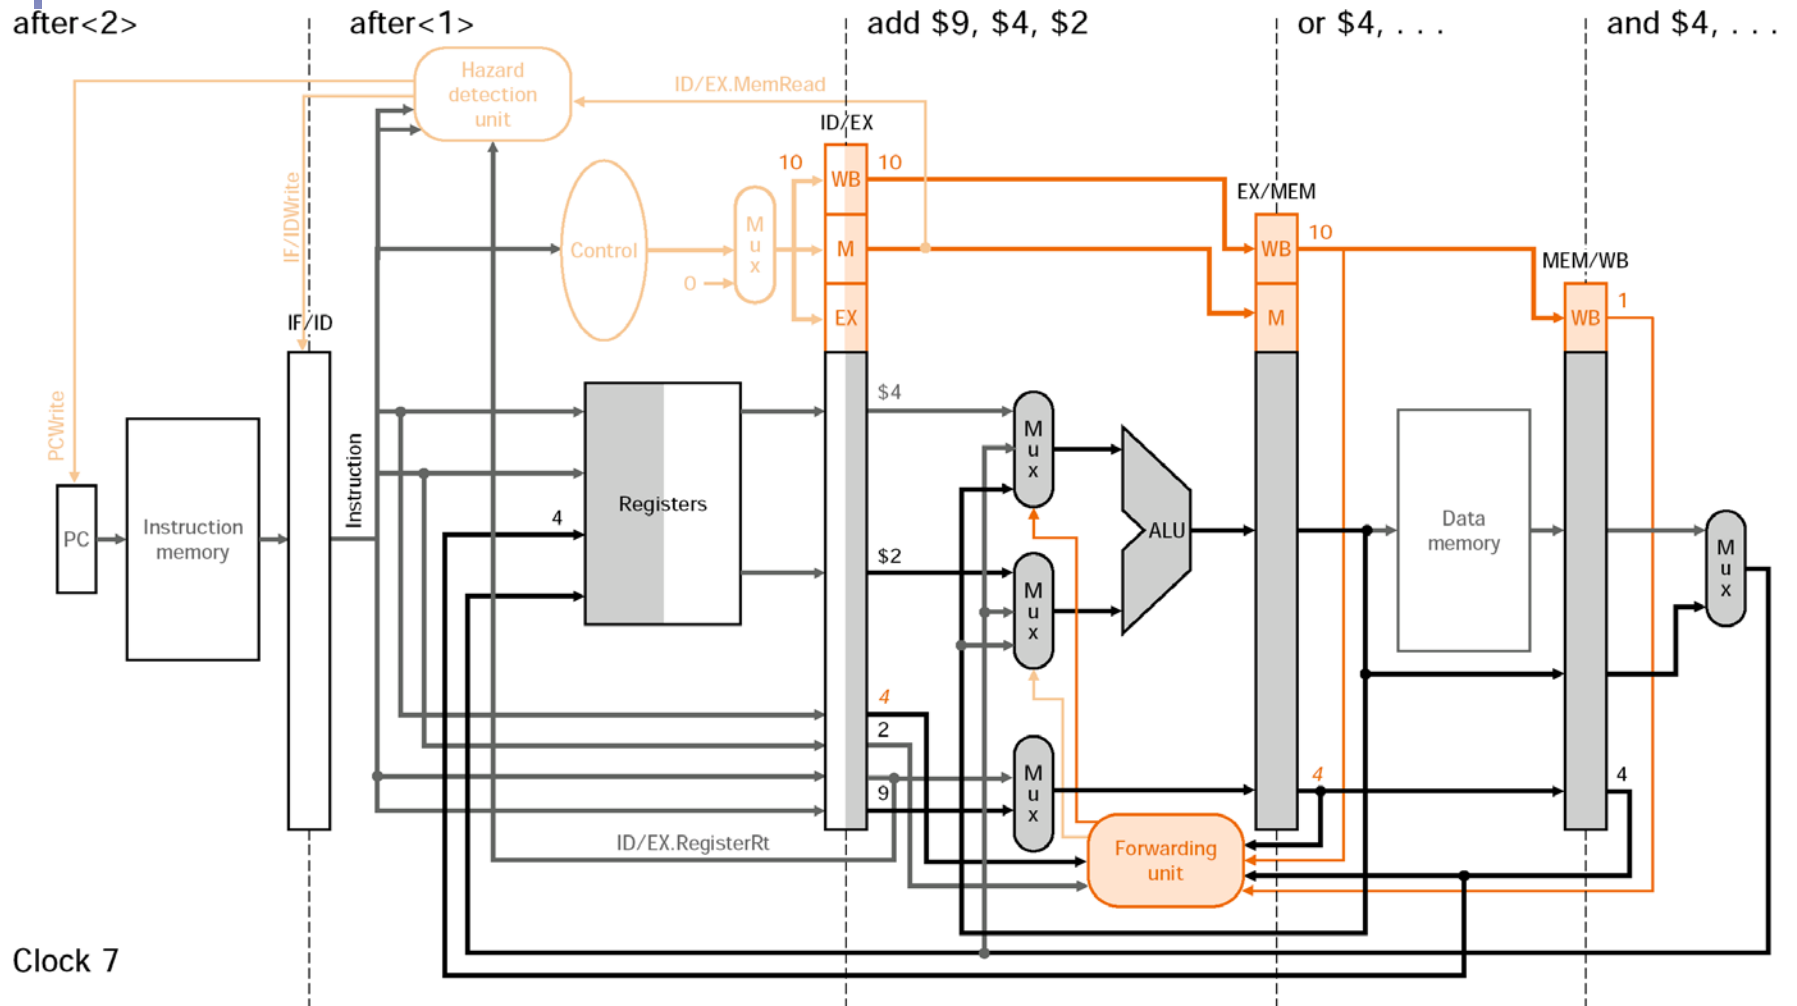 after<2>
after<1>
add $9, $4, $2
or $4, . . .
and $4, . . .
Hazard
detection
unit
ID/EX.MemRead
ID/EX
10
10
WB
EX/MEM
IF/IDWrite
Control
M
u
x
M
WB
10
MEM/WB
0
EX
M
WB
1
IF/ID
PCWrite
$4
Instruction
M
u
x
Registers
4
PC
Instruction
memory
ALU
Data
memory
M
u
x
$2
M
u
x
4
2
9
M
u
x
4
4
ID/EX.RegisterRt
Forwarding
unit
Clock 7